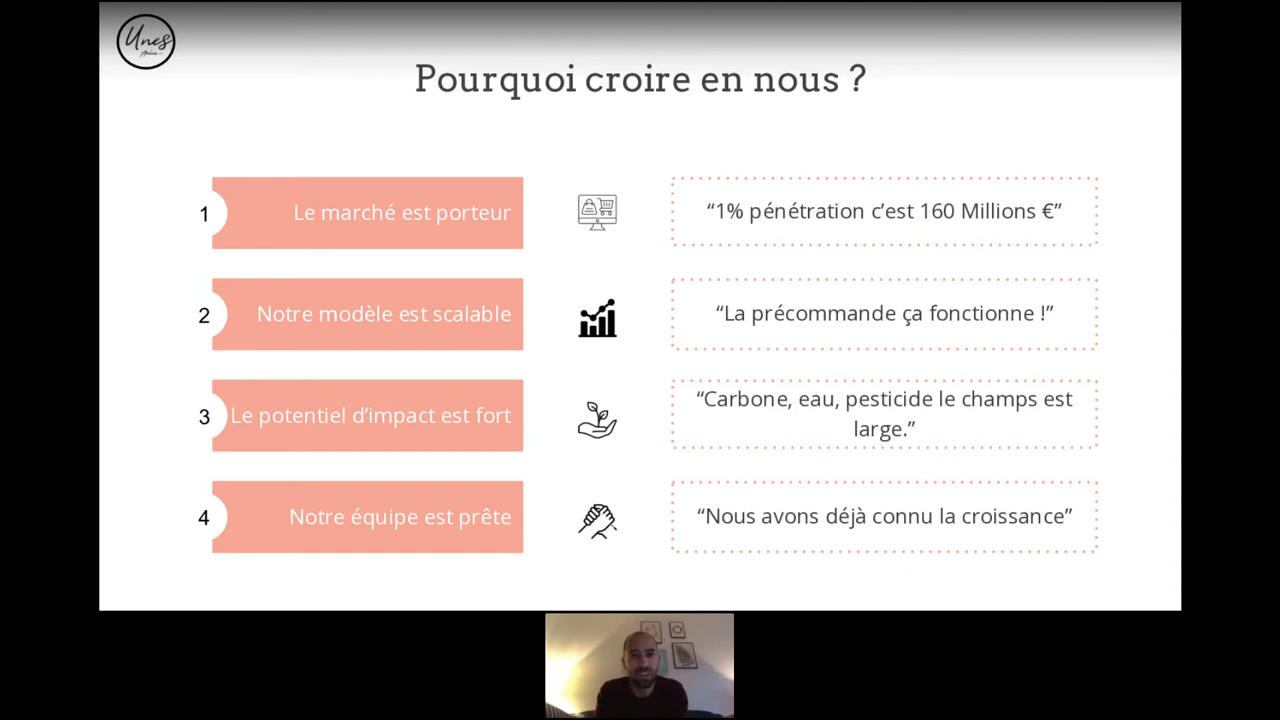 Unes
Pourquoi croire en nous ?
1
Le marché est porteur
“1% pénétration c’est 160 Millions €”
2
Notre modèle est scalable
“La précommande ça fonctionne !”
3
Le potentiel d’impact est fort
“Carbone, eau, pesticide le champs est
large.”
4
Notre équipe est prête
“Nous avons déjà connu la croissance”